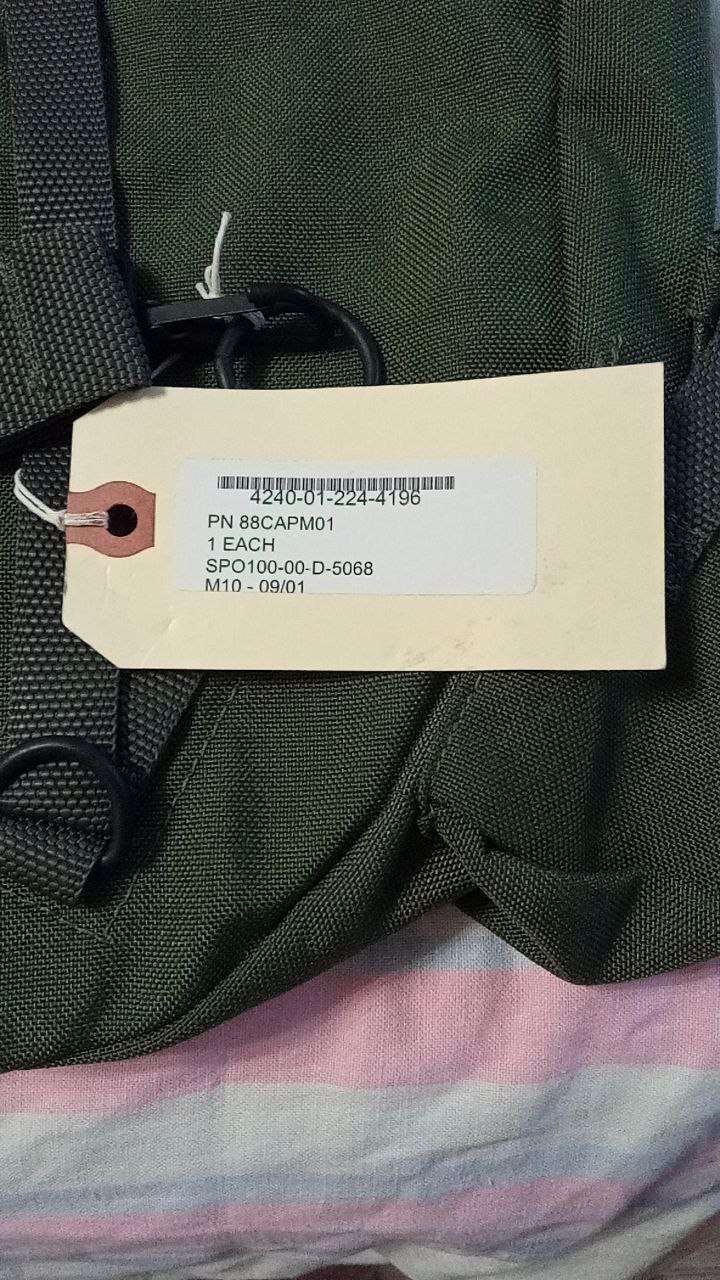 4240-01-224-4196
PN 88CAPM01
1 EACH
SPO100-00-D-5068
M10 - 09/01